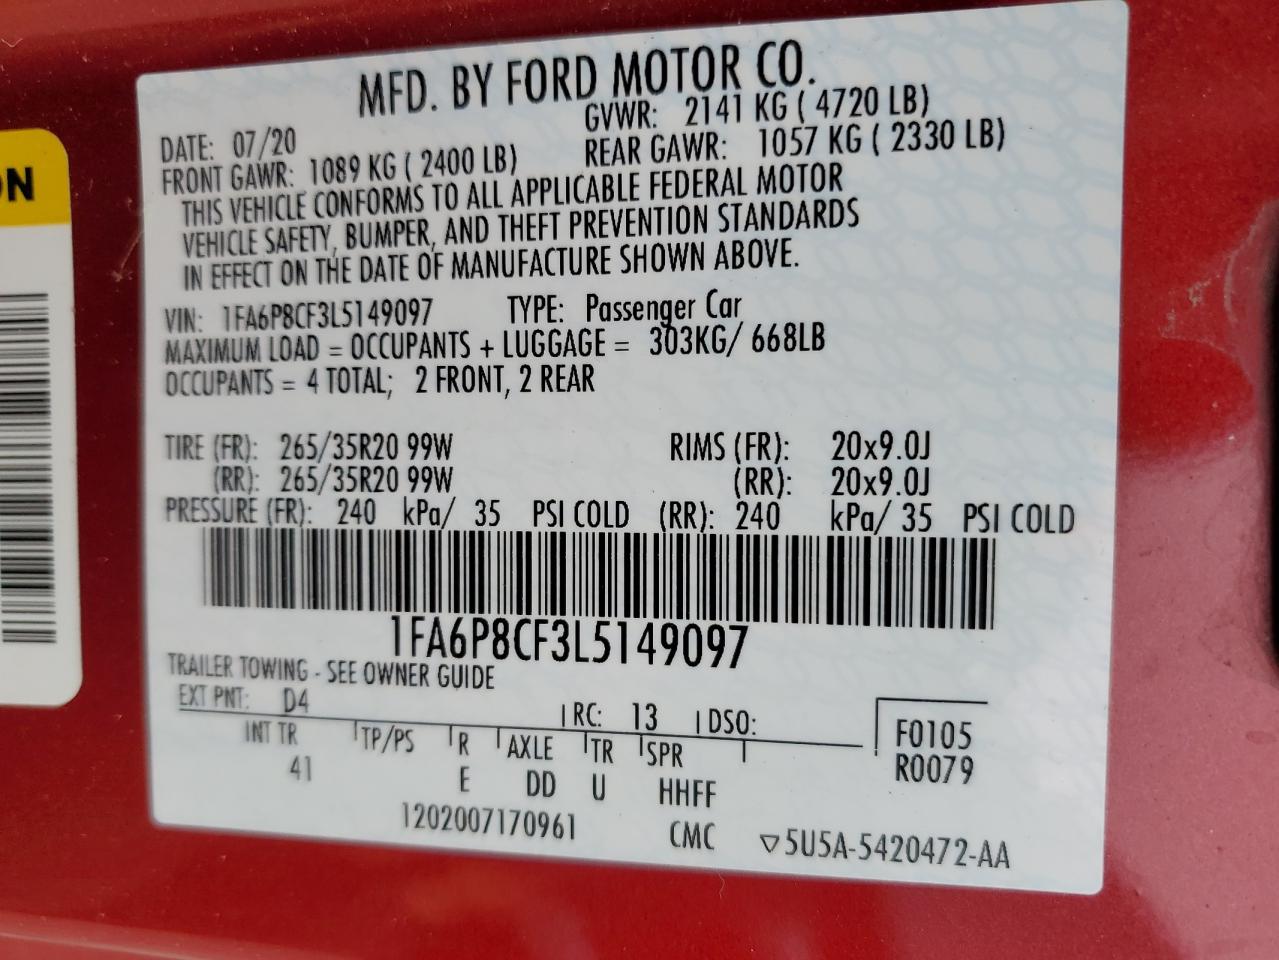 ON
MFD. BY FORD MOTOR CO.
DATE: 07/20 GVWR: 2141 KG ( 4720 LB)
FRONT GAWR: 1089 KG ( 2400 LB) REAR GAWR: 1057 KG ( 2330 LB)
THIS VEHICLE CONFORMS TO ALL APPLICABLE FEDERAL MOTOR
VEHICLE SAFETY, BUMPER, AND THEFT PREVENTION STANDARDS
IN EFFECT ON THE DATE OF MANUFACTURE SHOWN ABOVE.
VIN: 1FA6P8CF3L5149097 TYPE: Passenger Car
MAXIMUM LOAD = OCCUPANTS + LUGGAGE = 303KG/ 668LB
OCCUPANTS = 4 TOTAL; 2 FRONT, 2 REAR
TIRE (FR): 265/35R20 99W RIMS (FR): 20x9.0J
(RR): 265/35R20 99W (RR): 20x9.0J
PRESSURE (FR): 240 kPa/ 35 PSI COLD (RR): 240 kPa/ 35 PSI COLD
1FA6P8CF3L5149097
TRAILER TOWING - SEE OWNER GUIDE
EXT PNT: D4 RC: 13 DSO:
INT TR TP/PS R AXLE TR SPR F0105
41 E DD U HHFF R0079
1202007170961 CMC ▽5U5A-5420472-AA